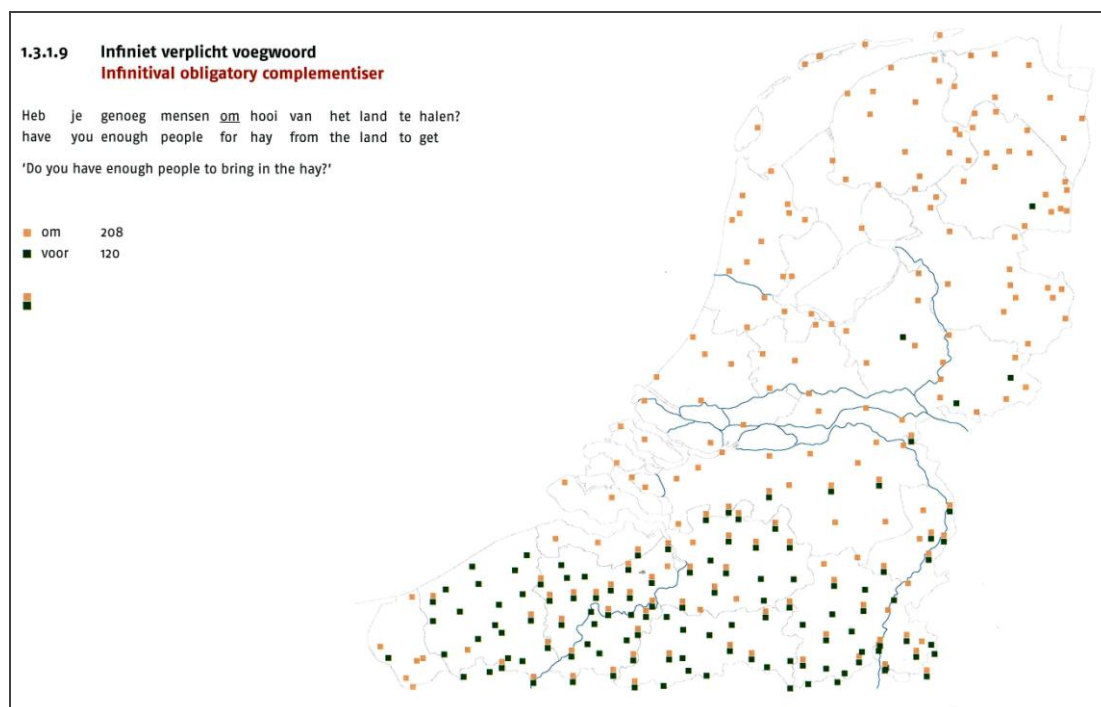 1.3.1.9 Infiniet verplicht voegwoord
Infinitival obligatory complementiser
Heb je genoeg mensen om hooi van het land te halen?
have you enough people for hay from the land to get
'Do you have enough people to bring in the hay?'
om 208
voor 120